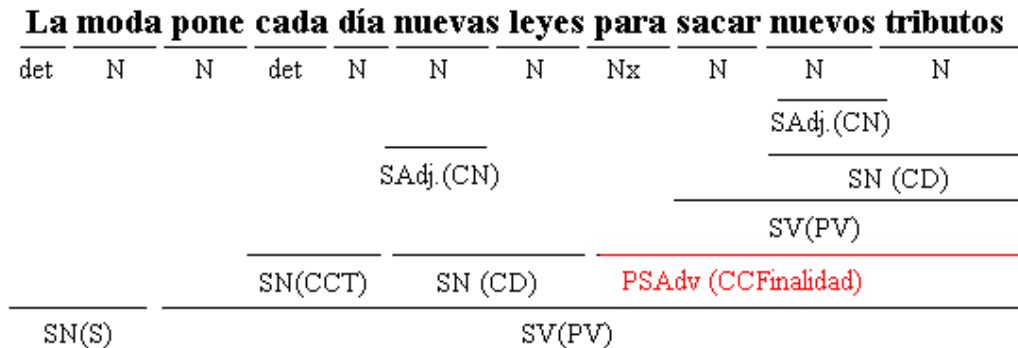 La moda pone cada día nuevas leyes para sacar nuevos tributos
det N N det N N N Nx N N N
SAdj.(CN)
SAdj.(CN) SN (CD)
SV(PV)
SN(CCT) SN (CD) PSAdv (CCFinalidad)
SN(S) SV(PV)